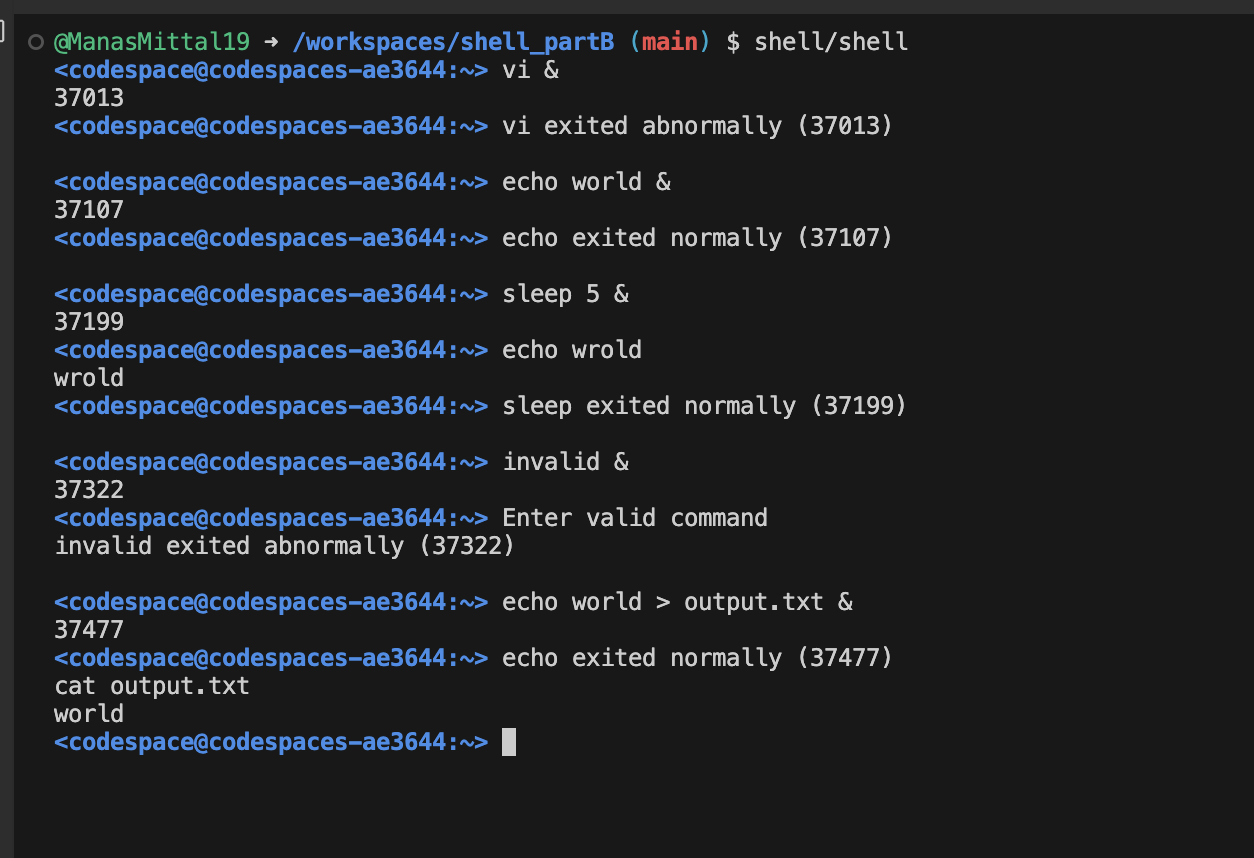 @ManasMittal19 → /workspaces/shell_partB (main) $ shell/shell
<codespace@codespaces-ae3644:~> vi &
37013
<codespace@codespaces-ae3644:~> vi exited abnormally (37013)
<codespace@codespaces-ae3644:~> echo world &
37107
<codespace@codespaces-ae3644:~> echo exited normally (37107)
<codespace@codespaces-ae3644:~> sleep 5 &
37199
<codespace@codespaces-ae3644:~> echo wrold
wrold
<codespace@codespaces-ae3644:~> sleep exited normally (37199)
<codespace@codespaces-ae3644:~> invalid &
37322
<codespace@codespaces-ae3644:~> Enter valid command
invalid exited abnormally (37322)
<codespace@codespaces-ae3644:~> echo world > output.txt &
37477
<codespace@codespaces-ae3644:~> echo exited normally (37477)
cat output.txt
world
<codespace@codespaces-ae3644:~>